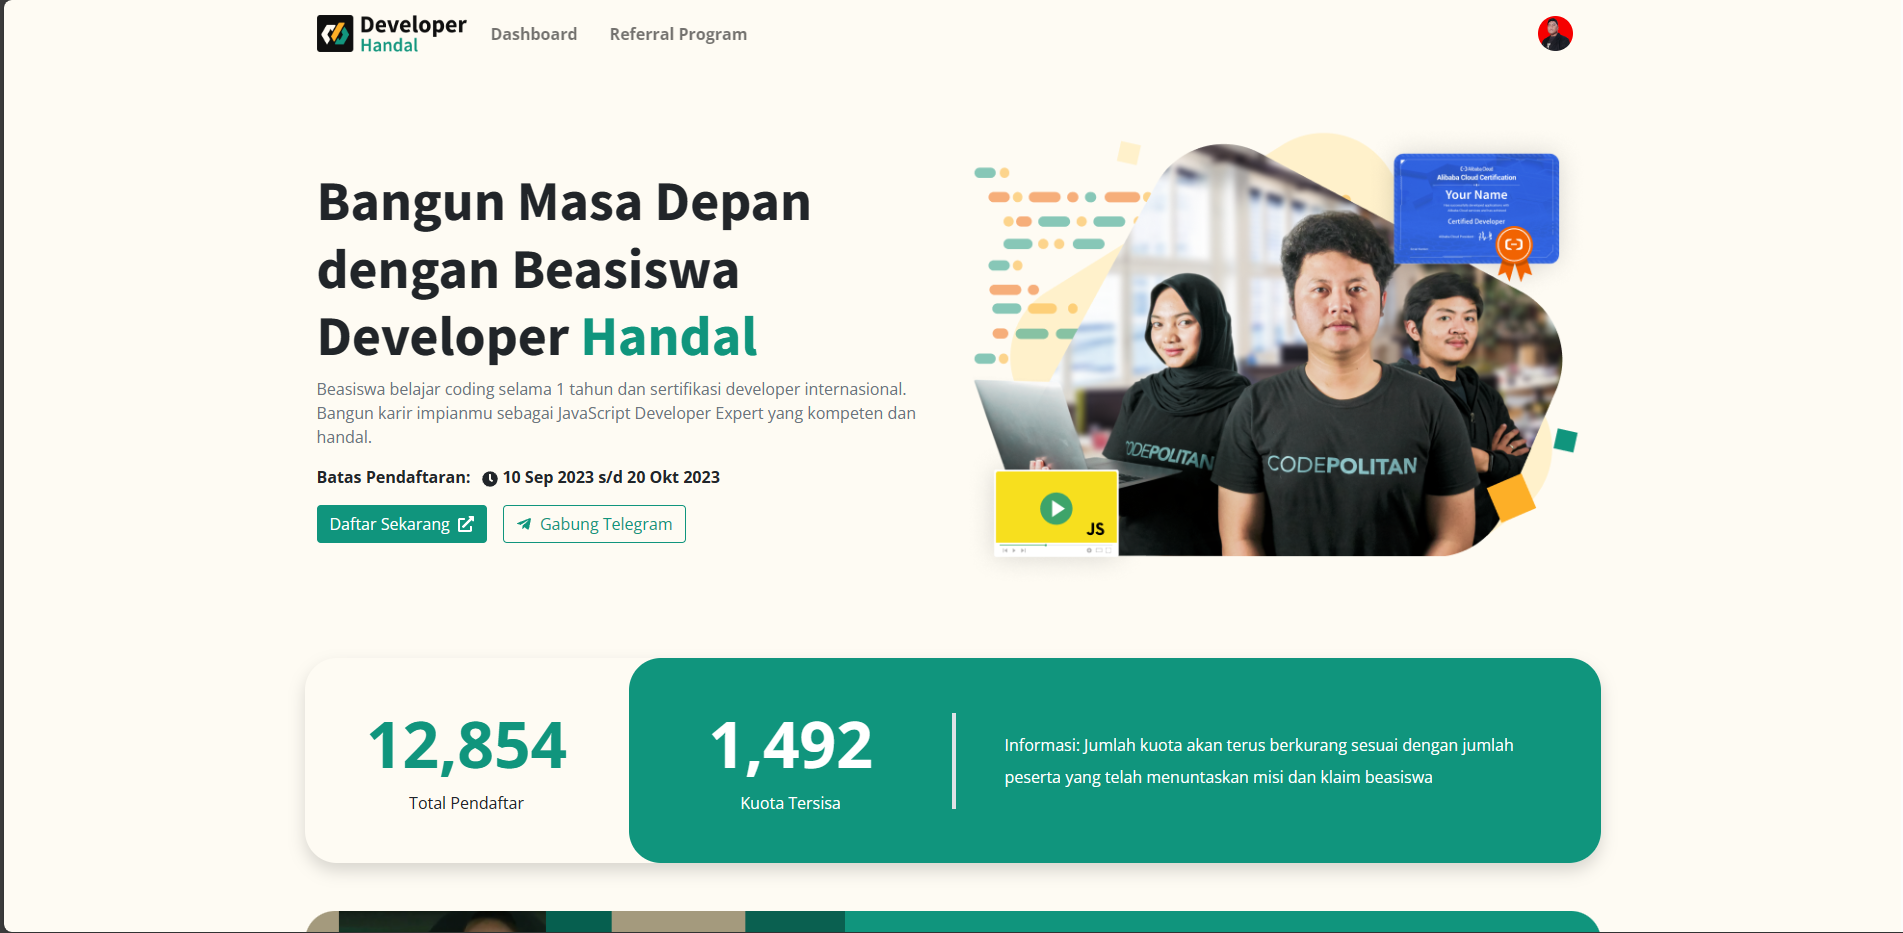 Developer
Handal
Dashboard
Referral Program
Bangun Masa Depan
dengan Beasiswa
Developer Handal
Beasiswa belajar coding selama 1 tahun dan sertifikasi developer internasional.
Bangun karir impianmu sebagai JavaScript Developer Expert yang kompeten dan
handal.
Batas Pendaftaran: 10 Sep 2023 s/d 20 Okt 2023
Daftar Sekarang
Gabung Telegram
Alibaba Cloud
Alibaba Cloud Certification
Your Name
Certified Developer
CODEPOLITAN
CODEPOLITAN
JS
12,854
Total Pendaftar
1,492
Kuota Tersisa
Informasi: Jumlah kuota akan terus berkurang sesuai dengan jumlah
peserta yang telah menuntaskan misi dan klaim beasiswa